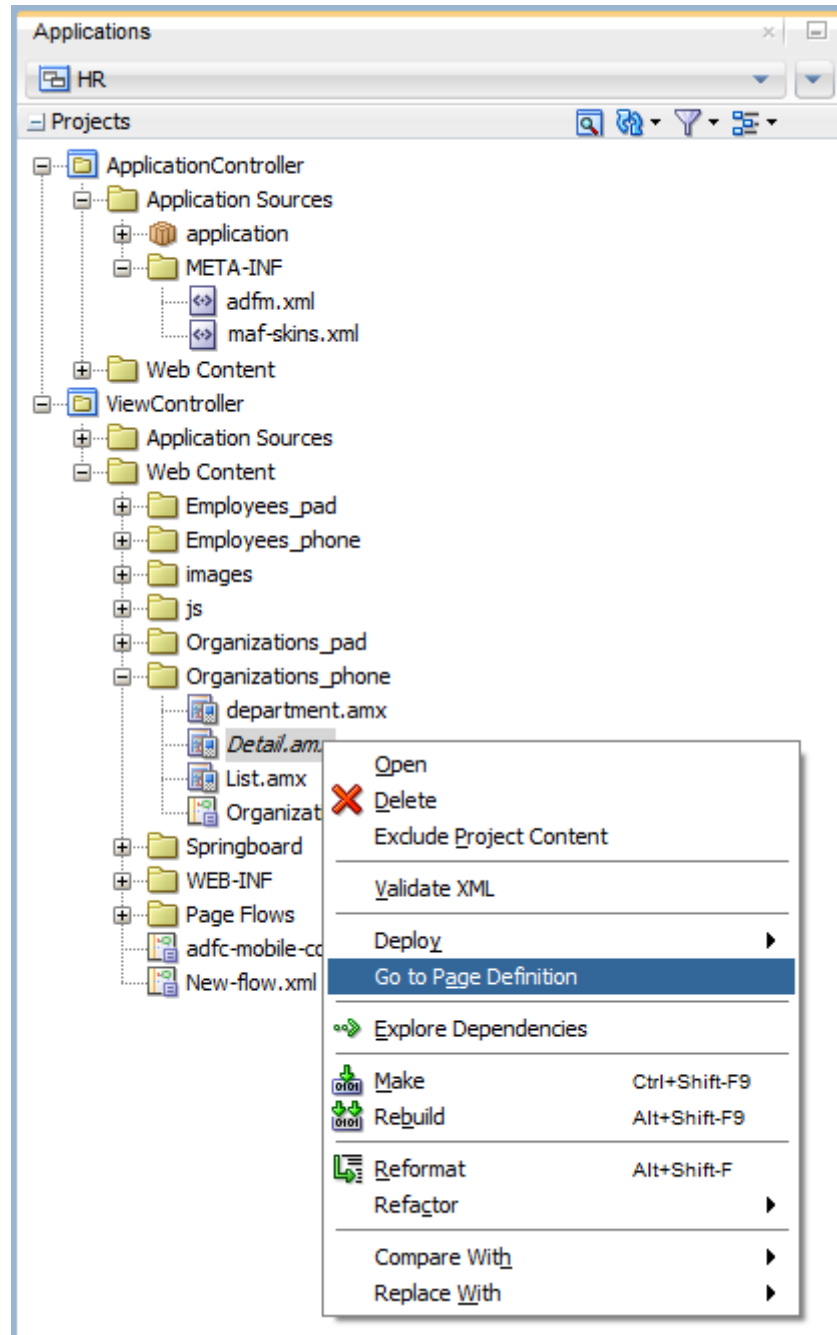 Applications
HR
Projects
ApplicationController
Application Sources
application
META-INF
adfm.xml
maf-skins.xml
Web Content
ViewController
Application Sources
Web Content
Employees_pad
Employees_phone
images
js
Organizations_pad
Organizations_phone
department.amx
Detail.am
List.amx
Organizat
Springboard
WEB-INF
Page Flows
adfc-mobile-co
New-flow.xml
Open
Delete
Exclude Project Content
Validate XML
Deploy
Go to Page Definition
Explore Dependencies
Make Ctrl+Shift-F9
Rebuild Alt+Shift-F9
Reformat Alt+Shift-F
Refactor
Compare With
Replace With